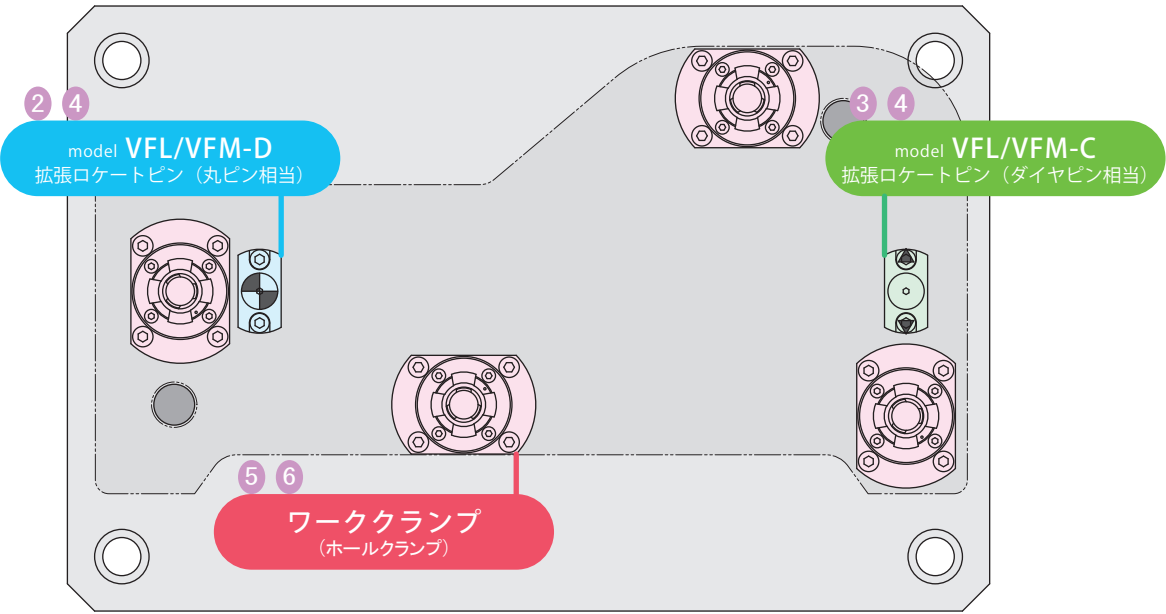 2 4
model VFL/VFM-D
拡張ロケートピン（丸ピン相当）
3 4
model VFL/VFM-C
拡張ロケートピン（ダイヤピン相当）
5 6
ワーククランプ
（ホールクランプ）